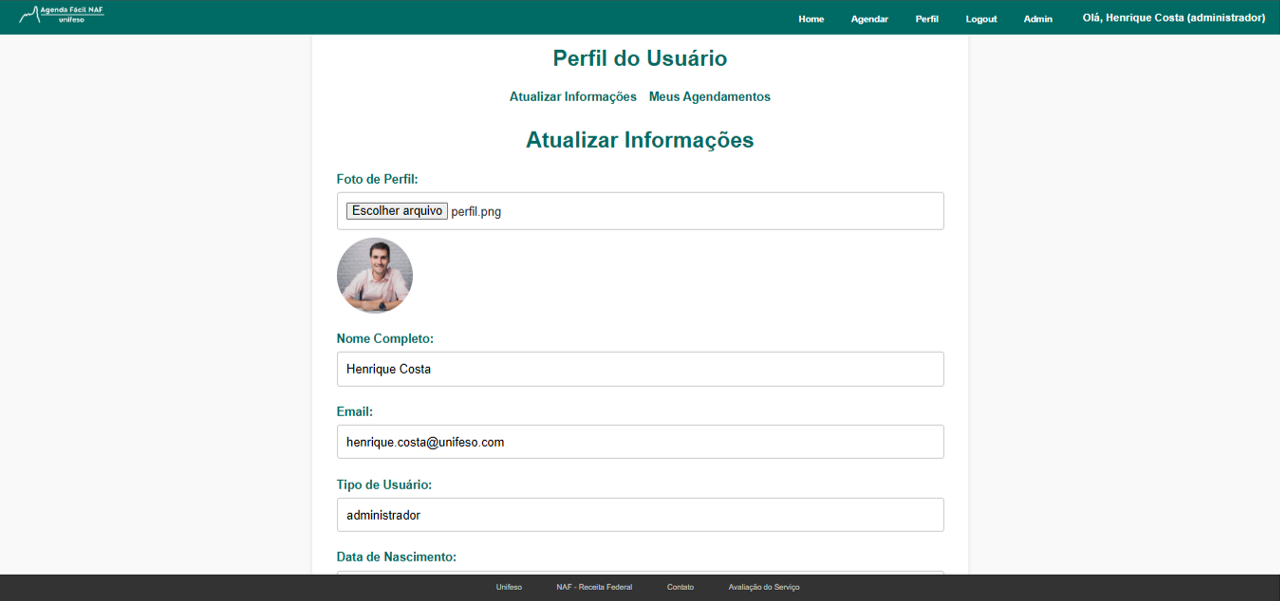 Agenda Fácil NAF
unifeso
Home Agendar Perfil Logout Admin Olá, Henrique Costa (administrador)
Perfil do Usuário
Atualizar Informações Meus Agendamentos
Atualizar Informações
Foto de Perfil:
Escolher arquivo perfil.png
Nome Completo:
Henrique Costa
Email:
henrique.costa@unifeso.com
Tipo de Usuário:
administrador
Data de Nascimento:
Unifeso NAF - Receita Federal Contato Avaliação do Serviço